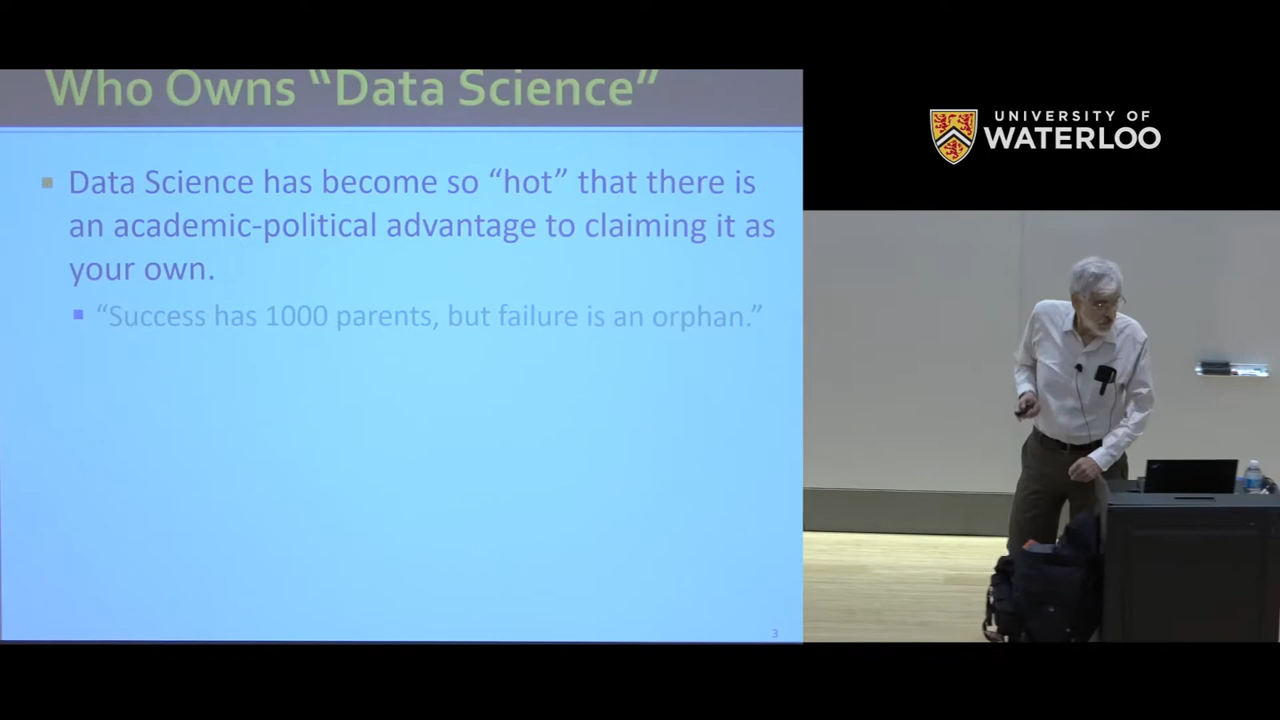 Who Owns “Data Science”
UNIVERSITY OF
WATERLOO
Data Science has become so “hot” that there is
an academic-political advantage to claiming it as
your own.
“Success has 1000 parents, but failure is an orphan.”
3